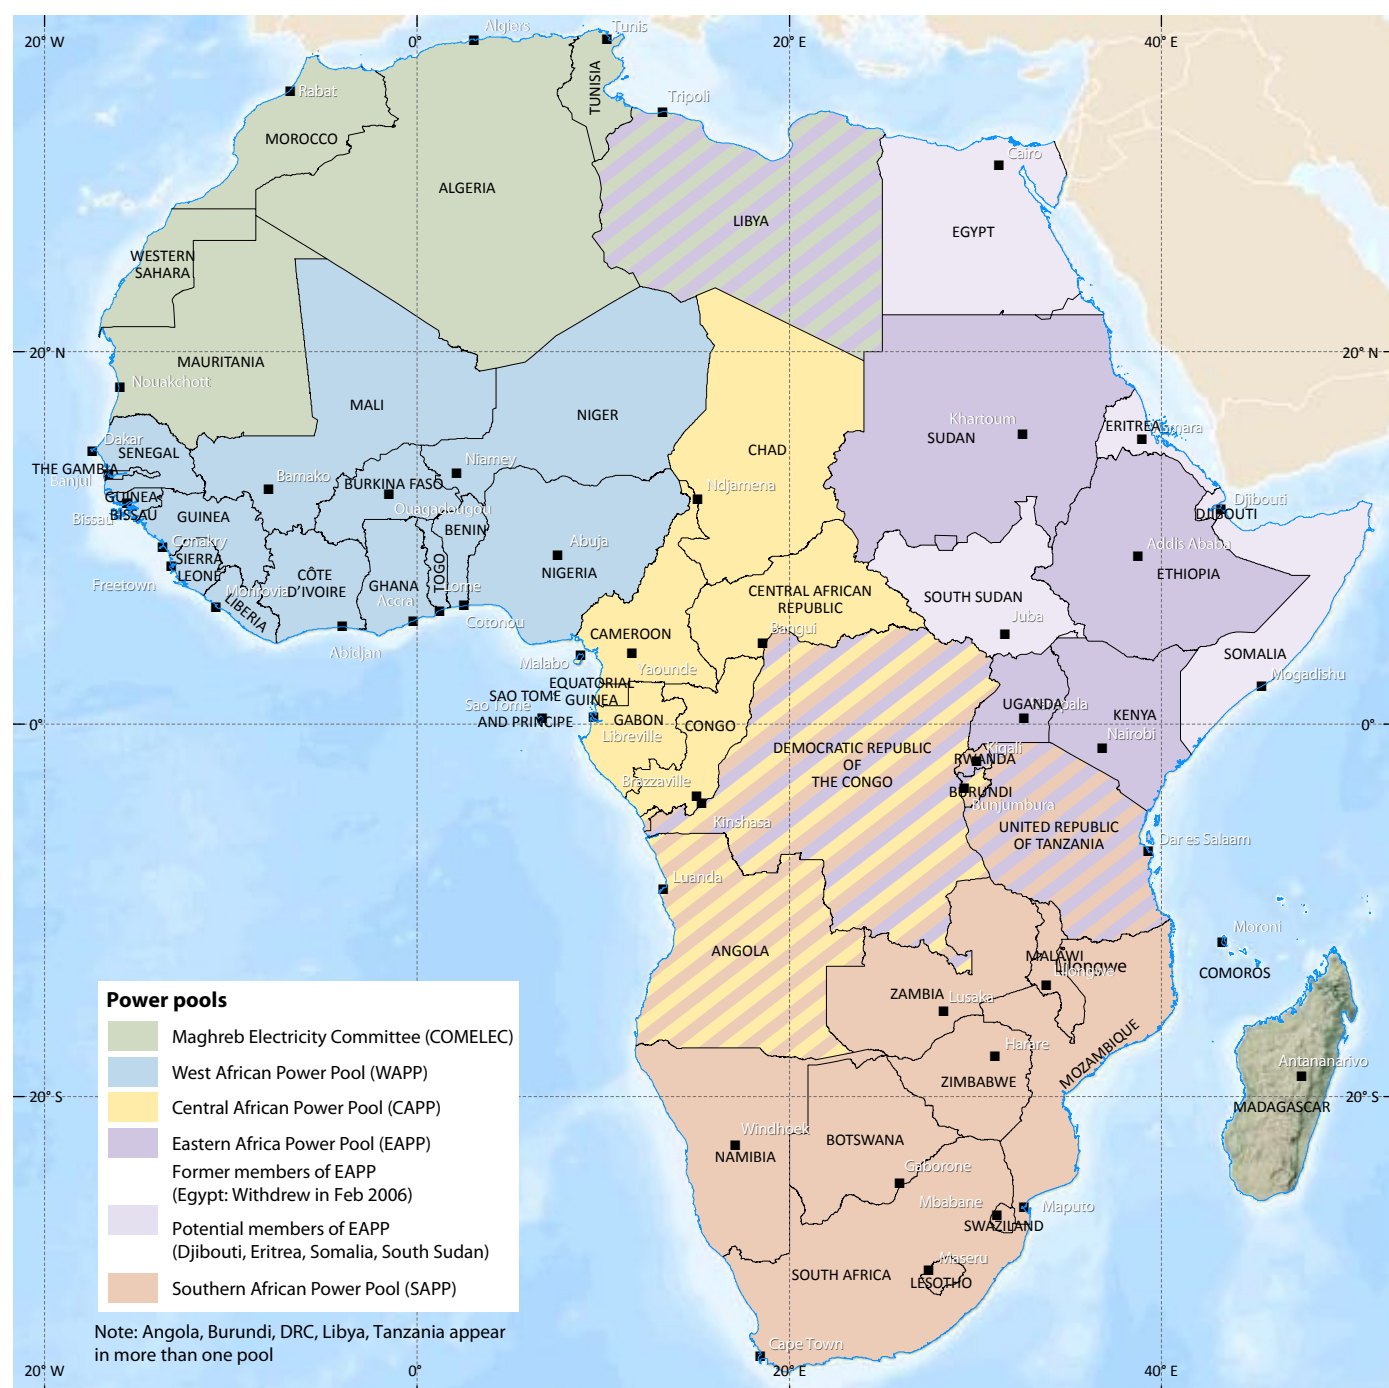 20° W
0°
20° E
40° E
Algiers
Tunis
Rabat
TUNISIA
Tripoli
MOROCCO
Cairo
ALGERIA
LIBYA
EGYPT
WESTERN
SAHARA
20° N
20° N
MAURITANIA
Nouakchott
MALI
NIGER
Khartoum
SUDAN
ERITREA
Asmara
CHAD
Dakar
SENEGAL
THE GAMBIA
Banjul
Bamako
Niamey
BURKINA FASO
Ouagadougou
Ndjamena
GUINEA
BISSAU
Bissau
GUINEA
BENIN
Djibouti
DJIBOUTI
Conakry
SIERRA
LEONE
Freetown
Monrovia
LIBERIA
CÔTE
D'IVOIRE
GHANA
Accra
TOGO
Lome
Cotonou
Abidjan
Abuja
NIGERIA
Addis Ababa
ETHIOPIA
CENTRAL AFRICAN
REPUBLIC
Bangui
SOUTH SUDAN
Juba
CAMEROON
Yaounde
Malabo
EQUATORIAL
GUINEA
SAO TOME
AND PRINCIPE
Sao Tome
SOMALIA
Mogadishu
0°
0°
GABON
Libreville
CONGO
UGANDA
KENYA
Nairobi
DEMOCRATIC REPUBLIC
OF
THE CONGO
Kigali
RWANDA
BURUNDI
Bunjumbura
Brazzaville
Kinshasa
UNITED REPUBLIC
OF TANZANIA
Dar es Salaam
Luanda
ANGOLA
Moroni
COMOROS
MALAWI
Lilongwe
Lilongwe
ZAMBIA
Lusaka
Harare
ZIMBABWE
MOZAMBIQUE
Antananarivo
MADAGASCAR
20° S
20° S
Windhoek
NAMIBIA
BOTSWANA
Gaborone
Mbabane
SWAZILAND
Maputo
Maseru
LESOTHO
SOUTH AFRICA
Cape Town
Power pools
Maghreb Electricity Committee (COMELEC)
West African Power Pool (WAPP)
Central African Power Pool (CAPP)
Eastern Africa Power Pool (EAPP)
Former members of EAPP
(Egypt: Withdrew in Feb 2006)
Potential members of EAPP
(Djibouti, Eritrea, Somalia, South Sudan)
Southern African Power Pool (SAPP)
Note: Angola, Burundi, DRC, Libya, Tanzania appear
in more than one pool
20° W
0°
20° E
40° E